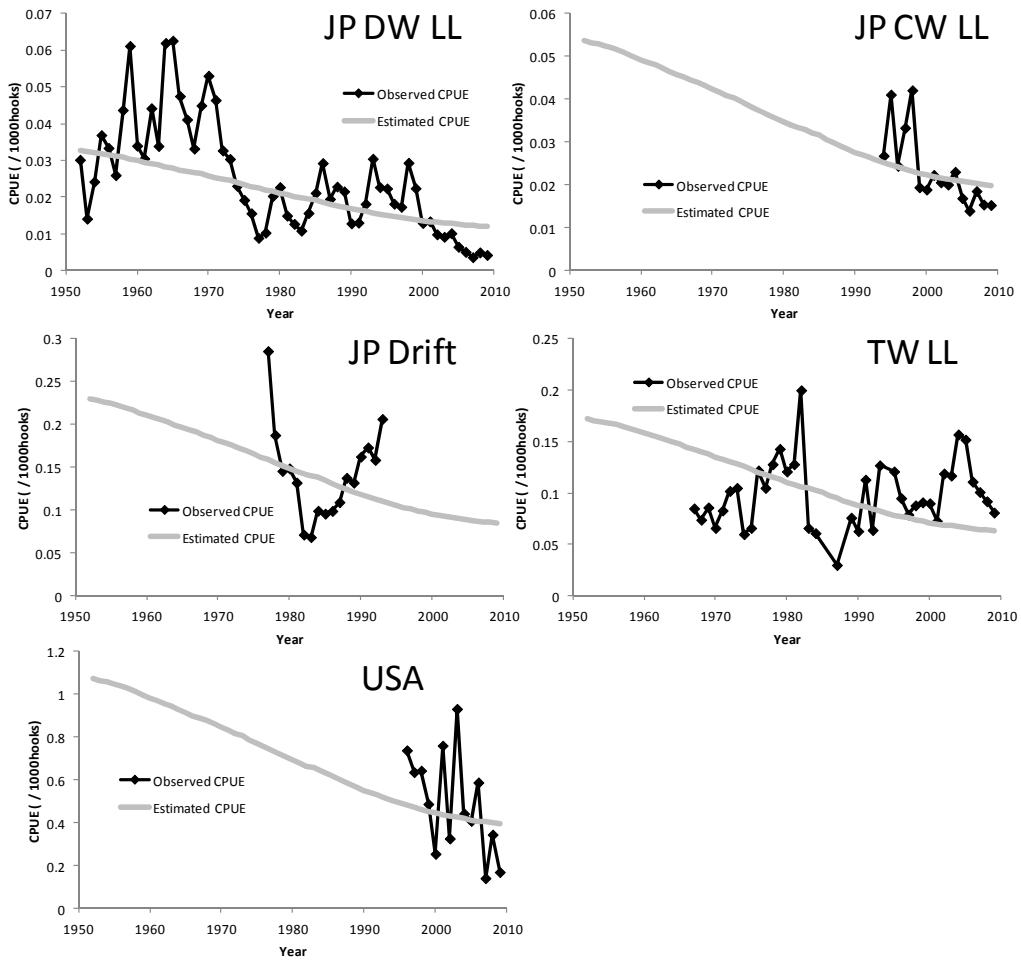 JP DW LL
0.07
0.06
0.05
0.04
0.03
0.02
0.01
0
CPUE ( / 1000hooks)
Observed CPUE
Estimated CPUE
1950 1960 1970 1980 1990 2000 2010
Year
JP CW LL
0.06
0.05
0.04
0.03
0.02
0.01
0
CPUE ( / 1000hooks)
Observed CPUE
Estimated CPUE
1950 1960 1970 1980 1990 2000 2010
Year
JP Drift
0.3
0.25
0.2
0.15
0.1
0.05
0
CPUE ( / 1000hooks)
Observed CPUE
Estimated CPUE
1950 1960 1970 1980 1990 2000 2010
Year
TW LL
0.25
0.2
0.15
0.1
0.05
0
CPUE ( / 1000hooks)
Observed CPUE
Estimated CPUE
1950 1960 1970 1980 1990 2000 2010
Year
USA
1.2
1
0.8
0.6
0.4
0.2
0
CPUE ( / 1000hooks)
Observed CPUE
Estimated CPUE
1950 1960 1970 1980 1990 2000 2010
Year